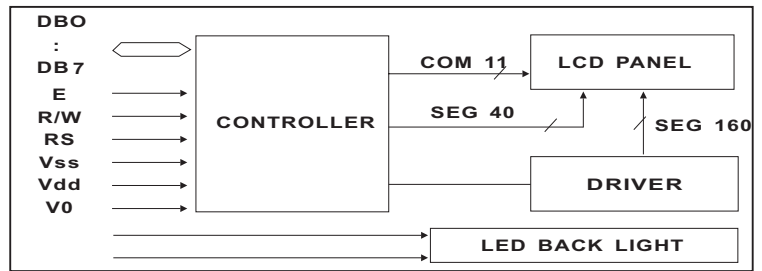 DBO
:
DB7
E
R/W
RS
Vss
Vdd
V0
CONTROLLER
COM 11
SEG 40
LCD PANEL
SEG 160
DRIVER
LED BACK LIGHT